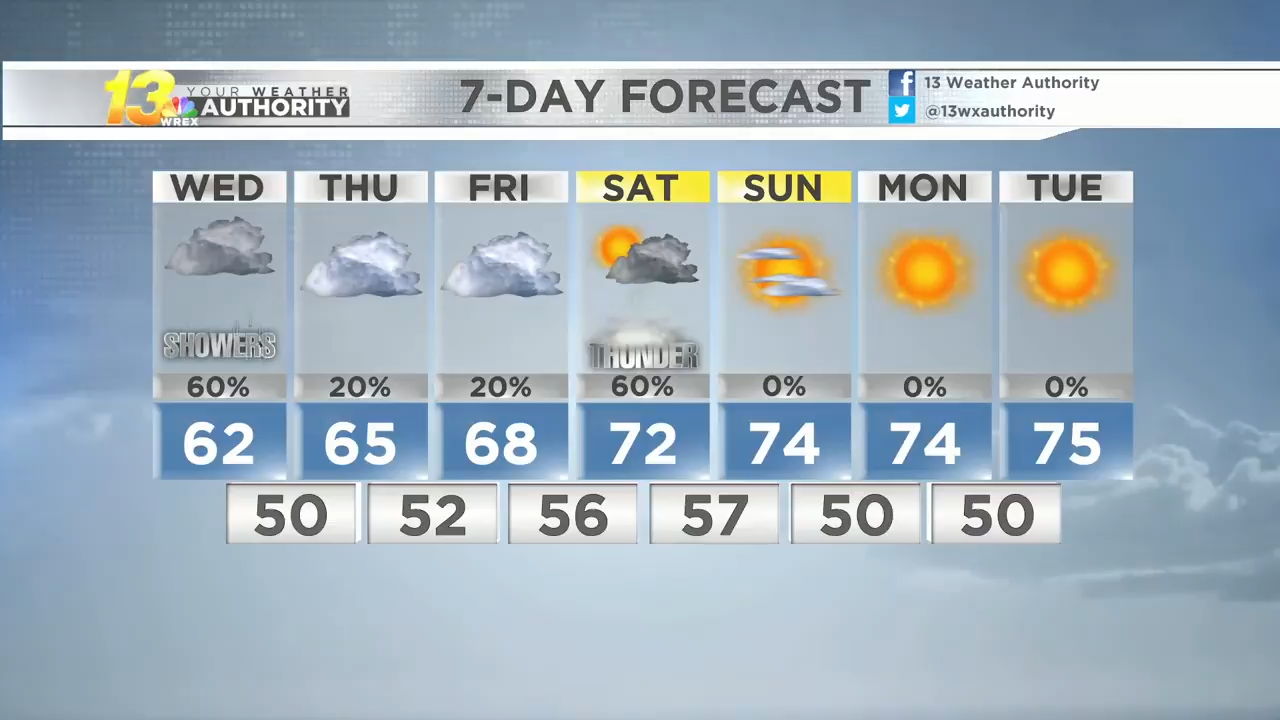 13
WREX
YOUR WEATHER
AUTHORITY
7-DAY FORECAST
13 Weather Authority
@13wxauthority
WED THU FRI SAT SUN MON TUE
SHOWERS THUNDER
60% 20% 20% 60% 0% 0% 0%
62 65 68 72 74 74 75
50 52 56 57 50 50